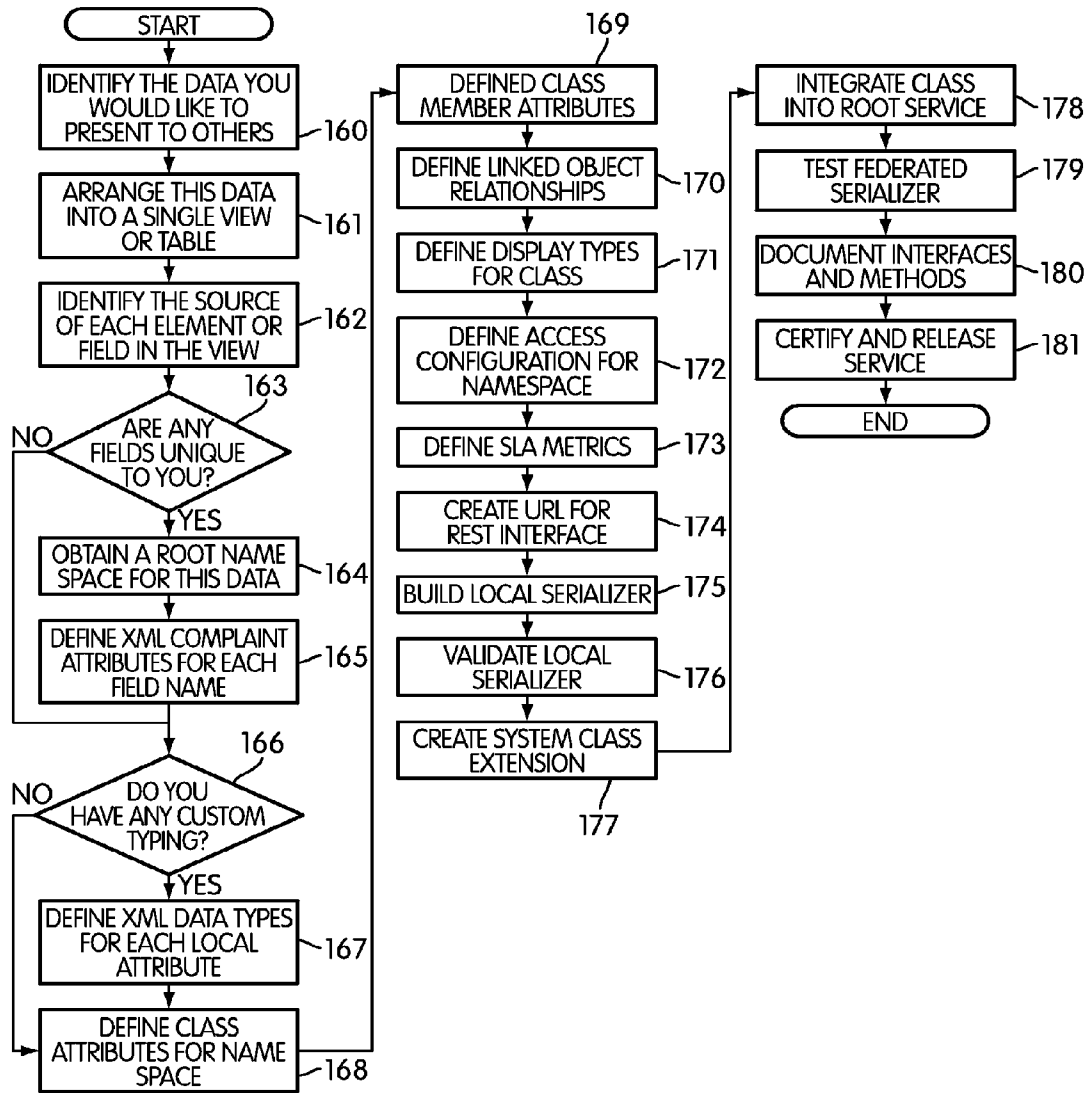 START
IDENTIFY THE DATA YOU
WOULD LIKE TO
PRESENT TO OTHERS
160
ARRANGE THIS DATA
INTO A SINGLE VIEW
OR TABLE
161
IDENTIFY THE SOURCE
OF EACH ELEMENT OR
FIELD IN THE VIEW
162
163
NO
ARE ANY
FIELDS UNIQUE
TO YOU?
YES
OBTAIN A ROOT NAME
SPACE FOR THIS DATA
164
DEFINE XML COMPLAINT
ATTRIBUTES FOR EACH
FIELD NAME
165
166
NO
DO YOU
HAVE ANY CUSTOM
TYPING?
YES
DEFINE XML DATA TYPES
FOR EACH LOCAL
ATTRIBUTE
167
DEFINE CLASS
ATTRIBUTES FOR NAME
SPACE
168
169
DEFINED CLASS
MEMBER ATTRIBUTES
DEFINE LINKED OBJECT
RELATIONSHIPS
170
DEFINE DISPLAY TYPES
FOR CLASS
171
DEFINE ACCESS
CONFIGURATION FOR
NAMESPACE
172
DEFINE SLA METRICS
173
CREATE URL FOR
REST INTERFACE
174
BUILD LOCAL SERIALIZER
175
VALIDATE LOCAL
SERIALIZER
176
CREATE SYSTEM CLASS
EXTENSION
177
INTEGRATE CLASS
INTO ROOT SERVICE
178
TEST FEDERATED
SERIALIZER
179
DOCUMENT INTERFACES
AND METHODS
180
CERTIFY AND RELEASE
SERVICE
181
END